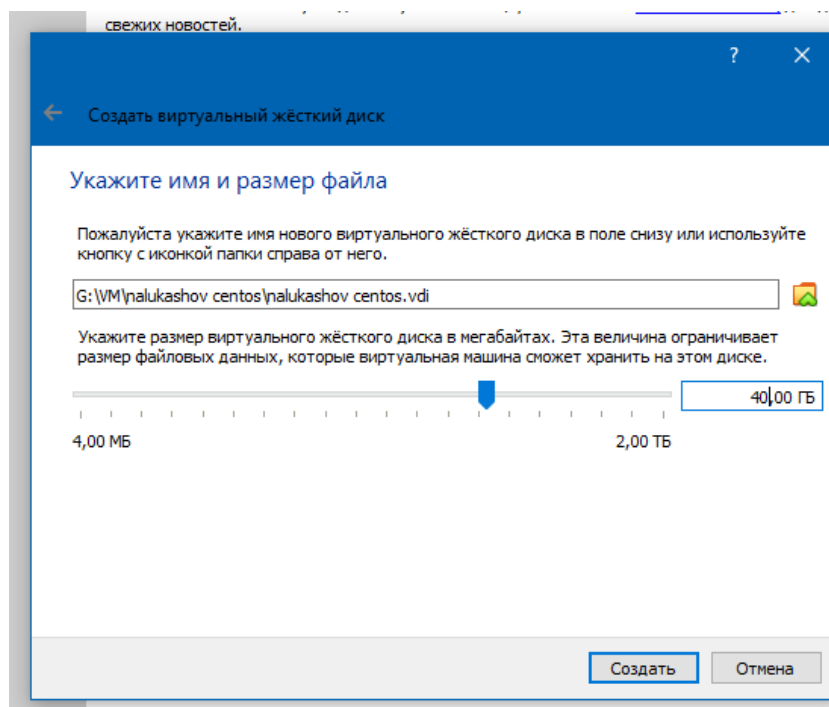 свежих новостей.
?
Создать виртуальный жёсткий диск
Укажите имя и размер файла
Пожалуйста укажите имя нового виртуального жёсткого диска в поле снизу или используйте
кнопку с иконкой папки справа от него.
G:\VM\nalukashov centos\nalukashov centos.vdi
Укажите размер виртуального жёсткого диска в мегабайтах. Эта величина ограничивает
размер файловых данных, которые виртуальная машина сможет хранить на этом диске.
40,00 ГБ
4,00 МБ 2,00 ТБ
Создать Отмена